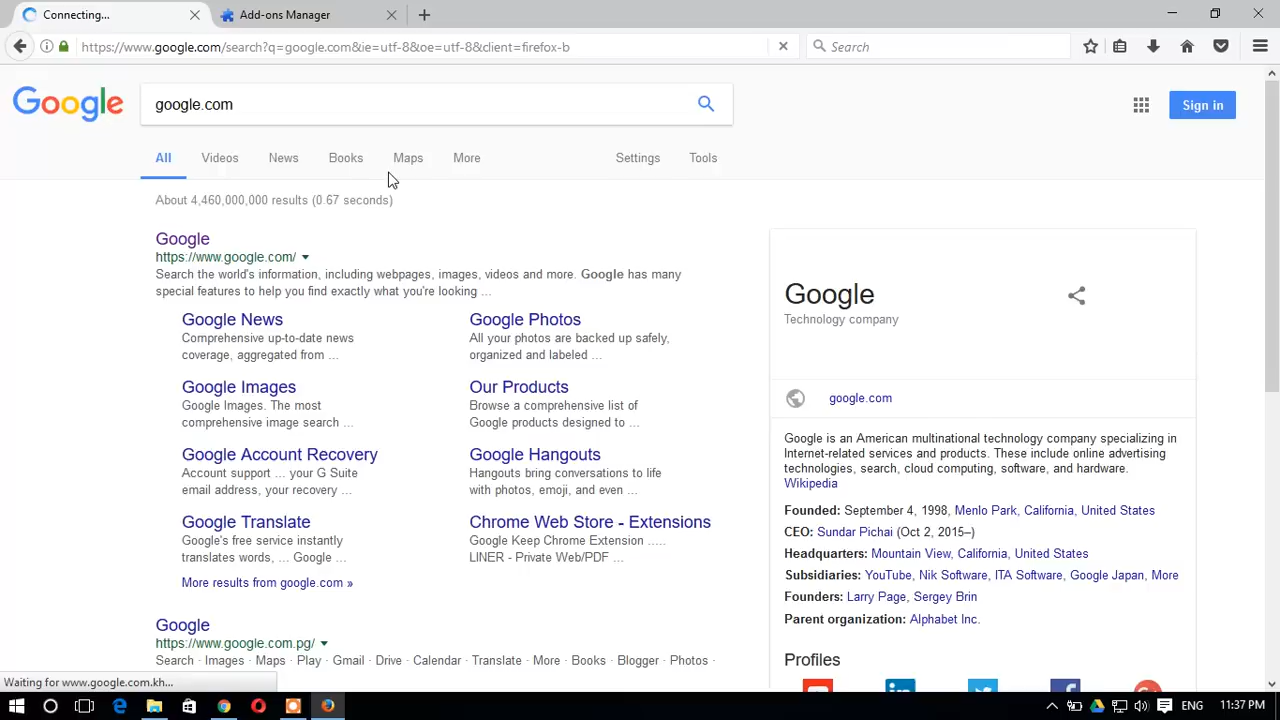 Connecting...
Add-ons Manager
https://www.google.com/search?q=google.com&ie=utf-8&oe=utf-8&client=firefox-b
Search
Google
google.com
Sign in
All
Videos
News
Books
Maps
More
Settings
Tools
About 4,460,000,000 results (0.67 seconds)
Google
https://www.google.com/
Search the world's information, including webpages, images, videos and more. Google has many
special features to help you find exactly what you're looking ...
Google News
Comprehensive up-to-date news
coverage, aggregated from ...
Google Photos
All your photos are backed up safely,
organized and labeled ...
Google Images
Google Images. The most
comprehensive image search ...
Our Products
Browse a comprehensive list of
Google products designed to ...
Google Account Recovery
Account support ... your G Suite
email address, your recovery ...
Google Hangouts
Hangouts bring conversations to life
with photos, emoji, and even ...
Google Translate
Google's free service instantly
translates words, ... Google ...
Chrome Web Store - Extensions
Google Keep Chrome Extension .....
LINER - Private Web/PDF ...
More results from google.com »
Google
https://www.google.com.pg/
Search · Images · Maps · Play · Gmail · Drive · Calendar · Translate · More · Books · Blogger · Photos ·
Google
Technology company
google.com
Google is an American multinational technology company specializing in
Internet-related services and products. These include online advertising
technologies, search, cloud computing, software, and hardware.
Wikipedia
Founded: September 4, 1998, Menlo Park, California, United States
CEO: Sundar Pichai (Oct 2, 2015–)
Headquarters: Mountain View, California, United States
Subsidiaries: YouTube, Nik Software, ITA Software, Google Japan, More
Founders: Larry Page, Sergey Brin
Parent organization: Alphabet Inc.
Profiles
Waiting for www.google.com.kh...
ENG
11:37 PM